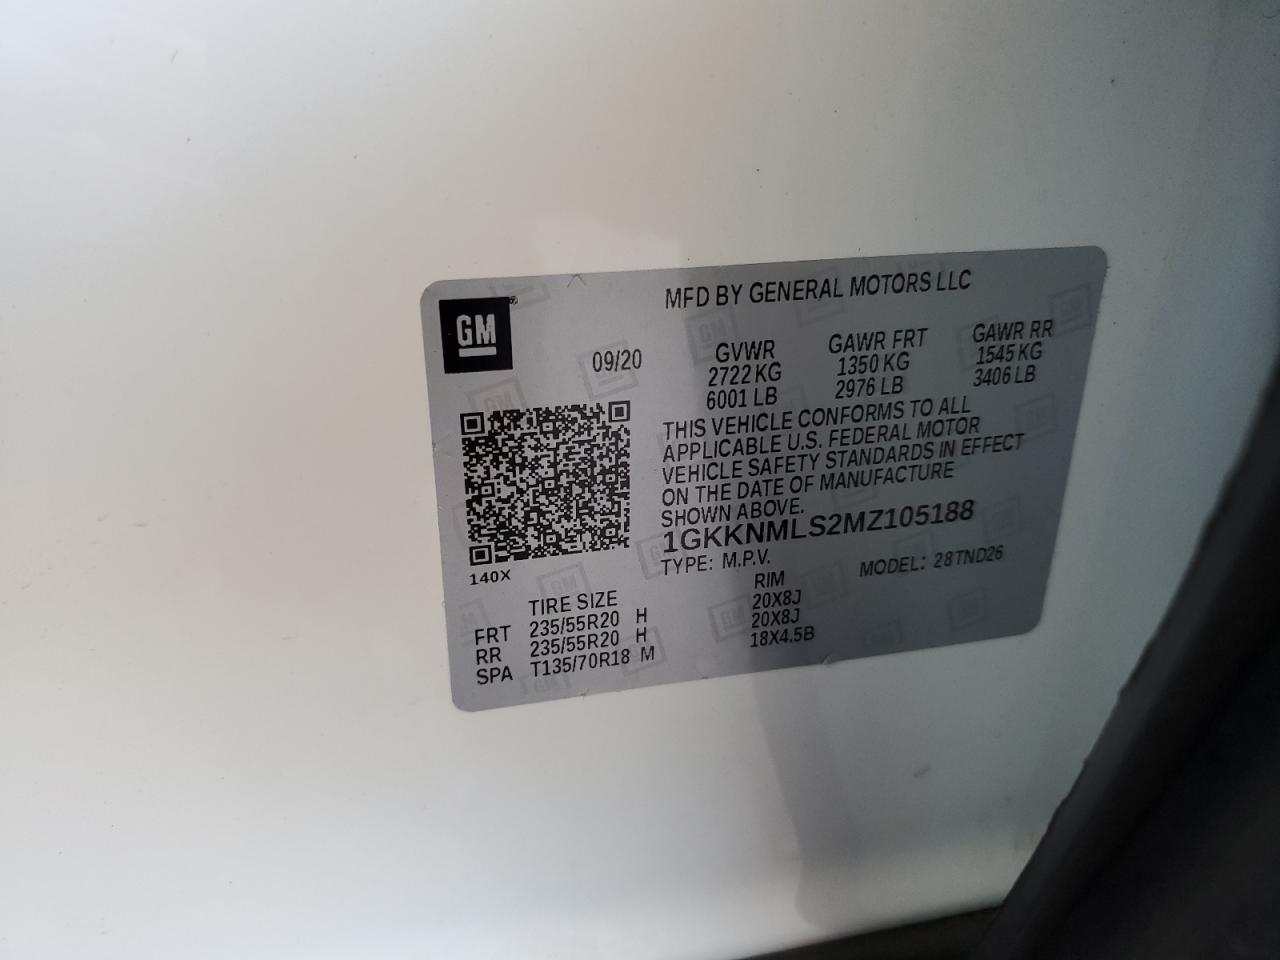 MFD BY GENERAL MOTORS LLC
GM
09/20 GVWR GAWR FRT GAWR RR
2722 KG 1350 KG 1545 KG
6001 LB 2976 LB 3406 LB
THIS VEHICLE CONFORMS TO ALL
APPLICABLE U.S. FEDERAL MOTOR
VEHICLE SAFETY STANDARDS IN EFFECT
ON THE DATE OF MANUFACTURE
SHOWN ABOVE.
1GKKNMLS2MZ105188
TYPE: M.P.V. MODEL: 28TND26
140X
TIRE SIZE RIM
FRT 235/55R20 H 20X8J
RR 235/55R20 H 20X8J
SPA T135/70R18 M 18X4.5B